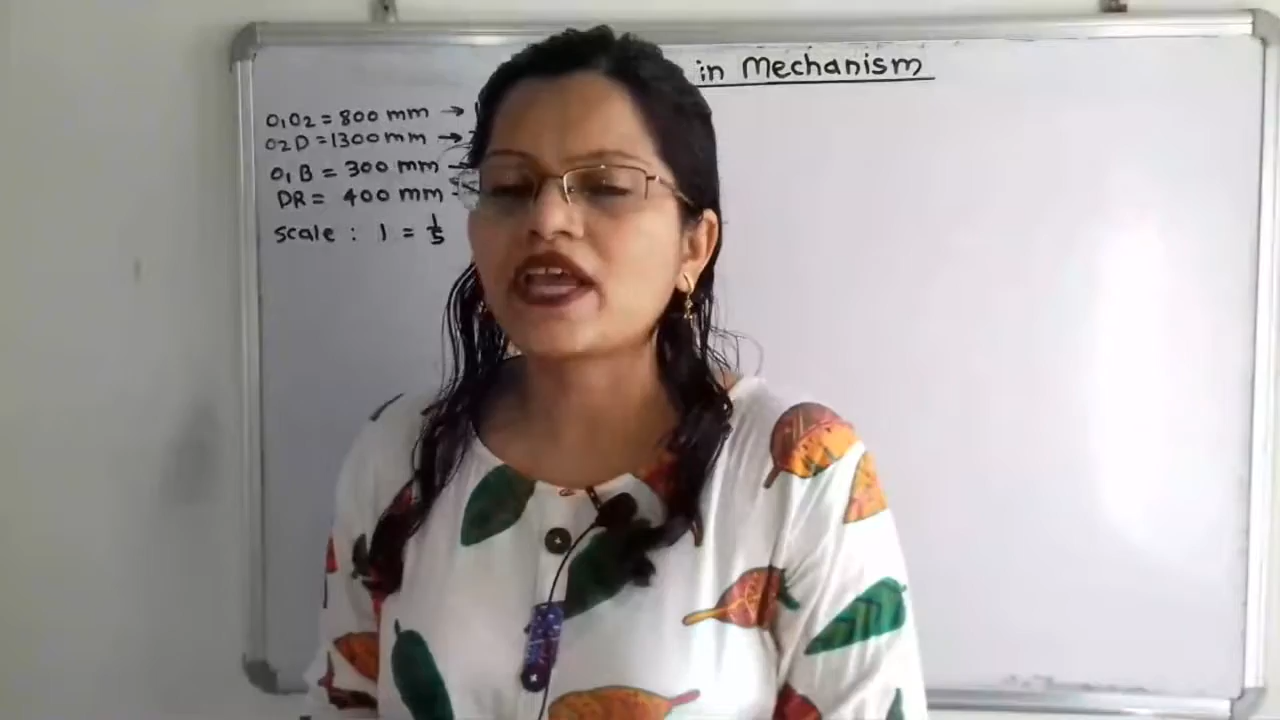 in Mechanism
O1O2 = 800 mm →
O2D = 1300 mm →
O1B = 300 mm
DR = 400 mm
scale : 1 = 1/5